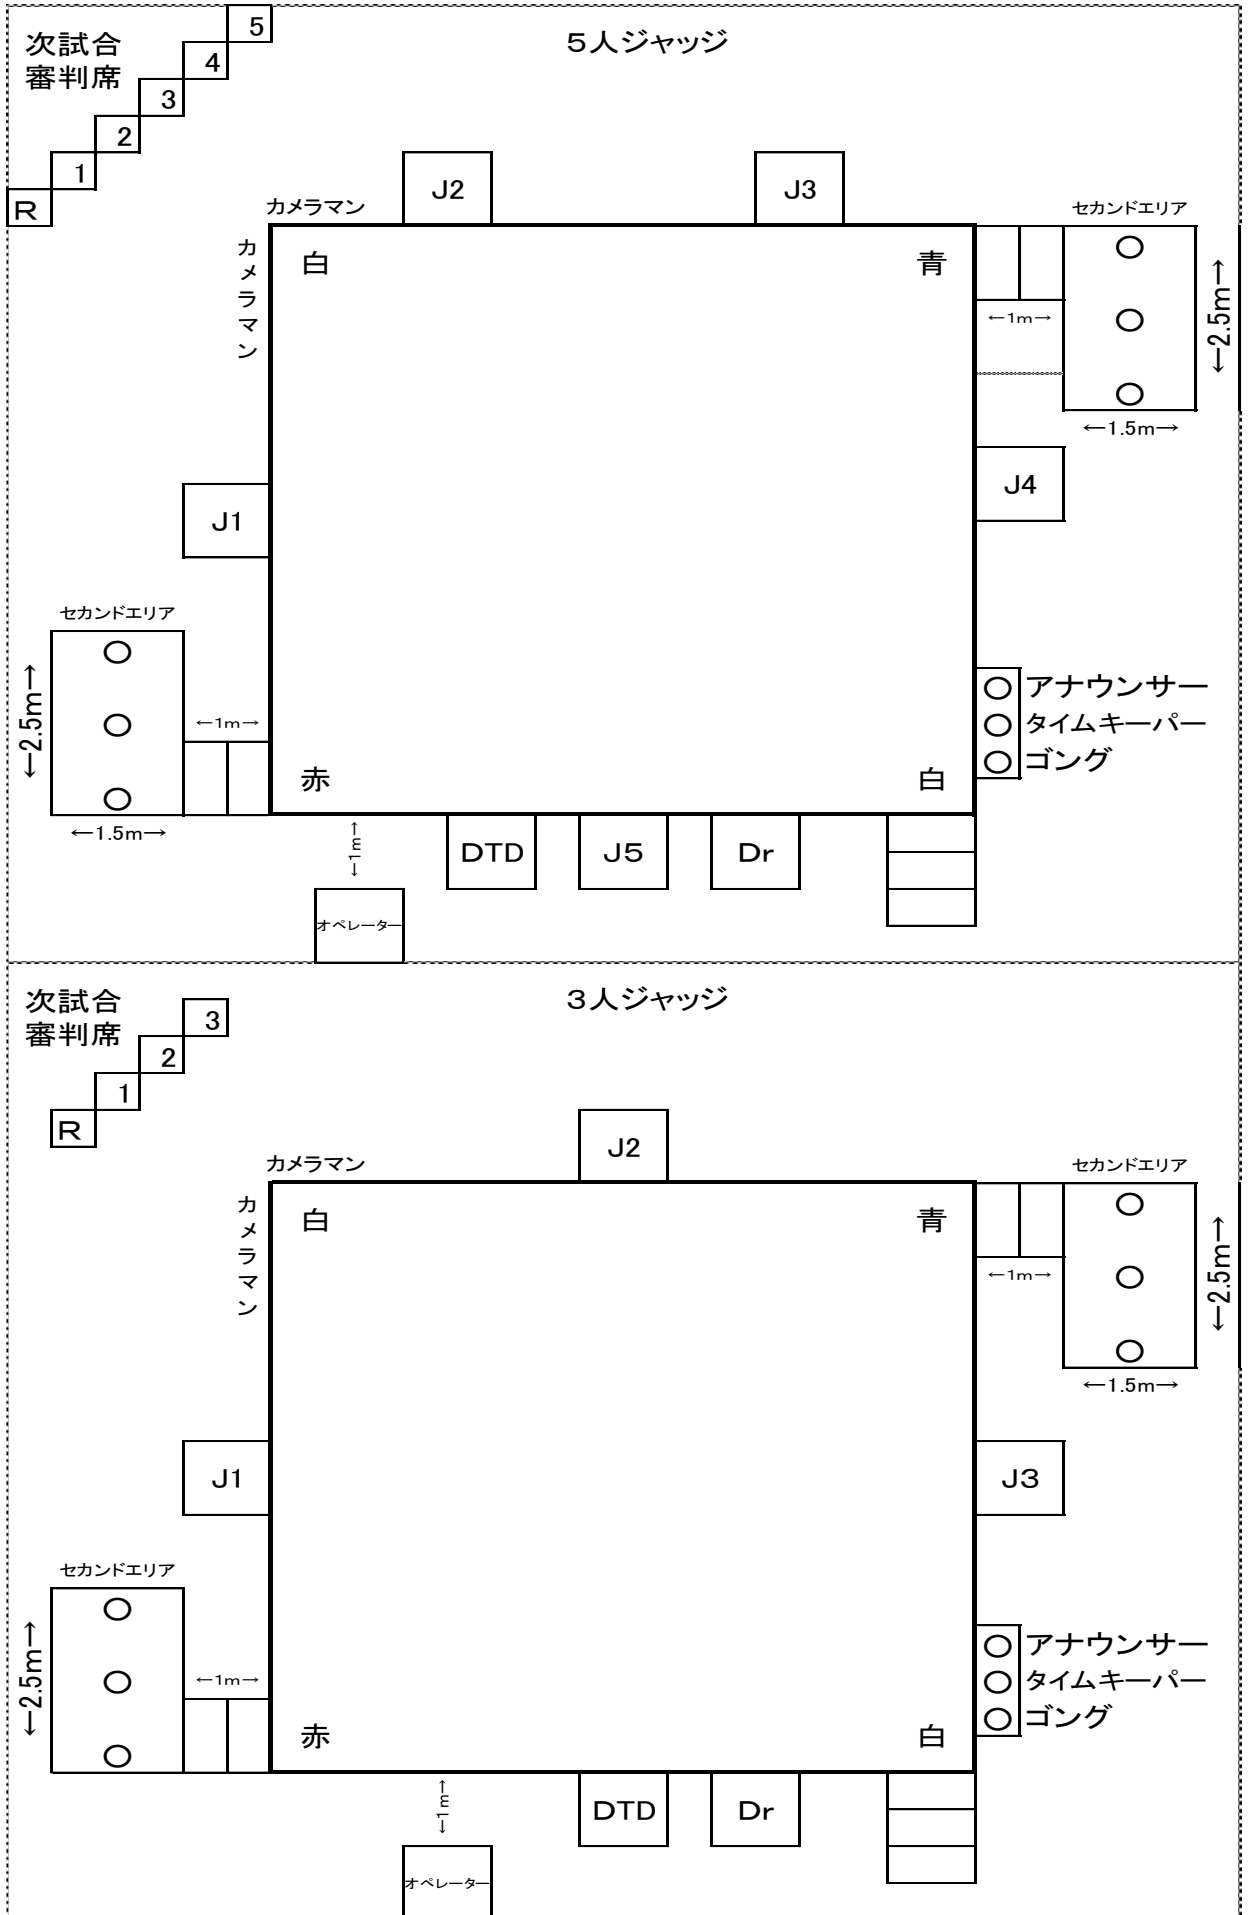 5人ジャッジ
次試合
審判席
5
4
3
2
1
R
J2
J3
カメラマン
カメラマン
セカンドエリア
白
青
←1m→
←2.5m→
←1.5m→
J1
J4
セカンドエリア
←2.5m→
←1m→
←1.5m→
アナウンサー
タイムキーパー
ゴング
赤
白
←1m→
DTD
J5
Dr
オペレーター
3人ジャッジ
次試合
審判席
3
2
1
R
J2
カメラマン
カメラマン
セカンドエリア
白
青
←1m→
←2.5m→
←1.5m→
J1
J3
セカンドエリア
←2.5m→
←1m→
アナウンサー
タイムキーパー
ゴング
赤
白
←1m→
DTD
Dr
オペレーター